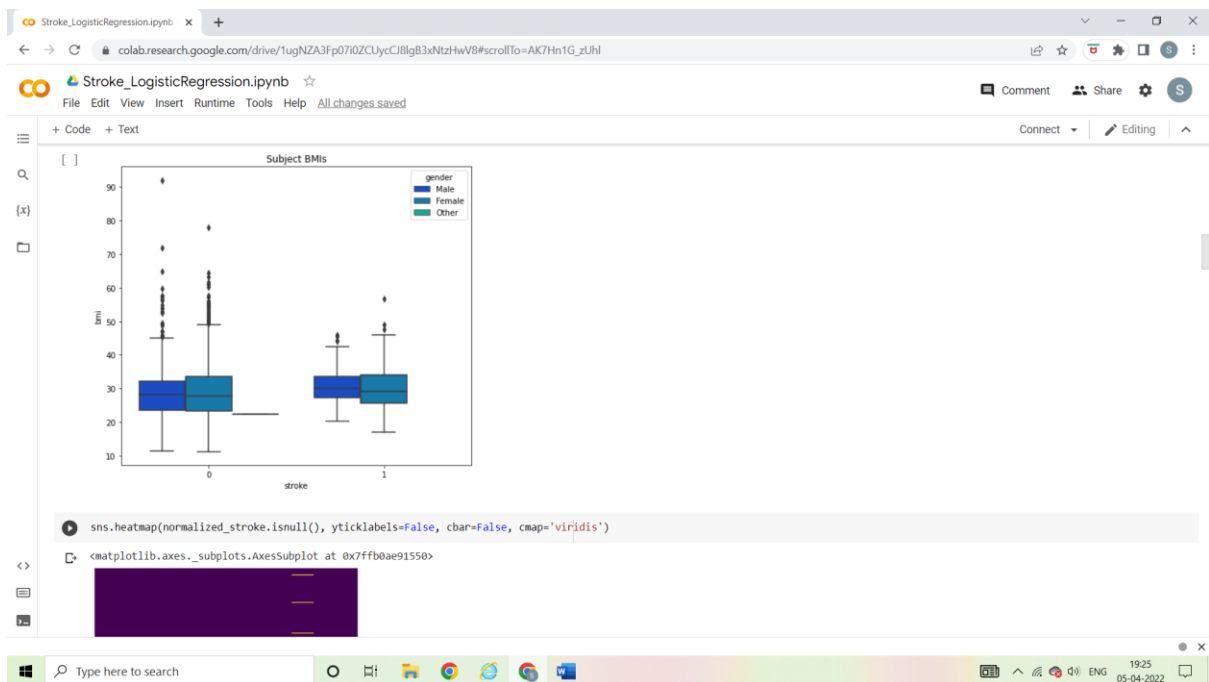 Stroke_LogisticRegression.ipynb
colab.research.google.com/drive/1ugNZA3Fp07i0ZCUycCJ8lgB3xNtzHwV8#scrollTo=AK7Hn1G_zUhl
S
Stroke_LogisticRegression.ipynb
Comment Share S
File Edit View Insert Runtime Tools Help All changes saved
+ Code + Text Connect Editing
[ ]
Subject BMIs
gender
Male
Female
Other
90
80
70
60
50
40
30
20
10
bmi
0 1
stroke
{x}
sns.heatmap(normalized_stroke.isnull(), yticklabels=False, cbar=False, cmap='viridis')
<matplotlib.axes._subplots.AxesSubplot at 0x7ffb0ae91550>
Type here to search
ENG
19:25
05-04-2022